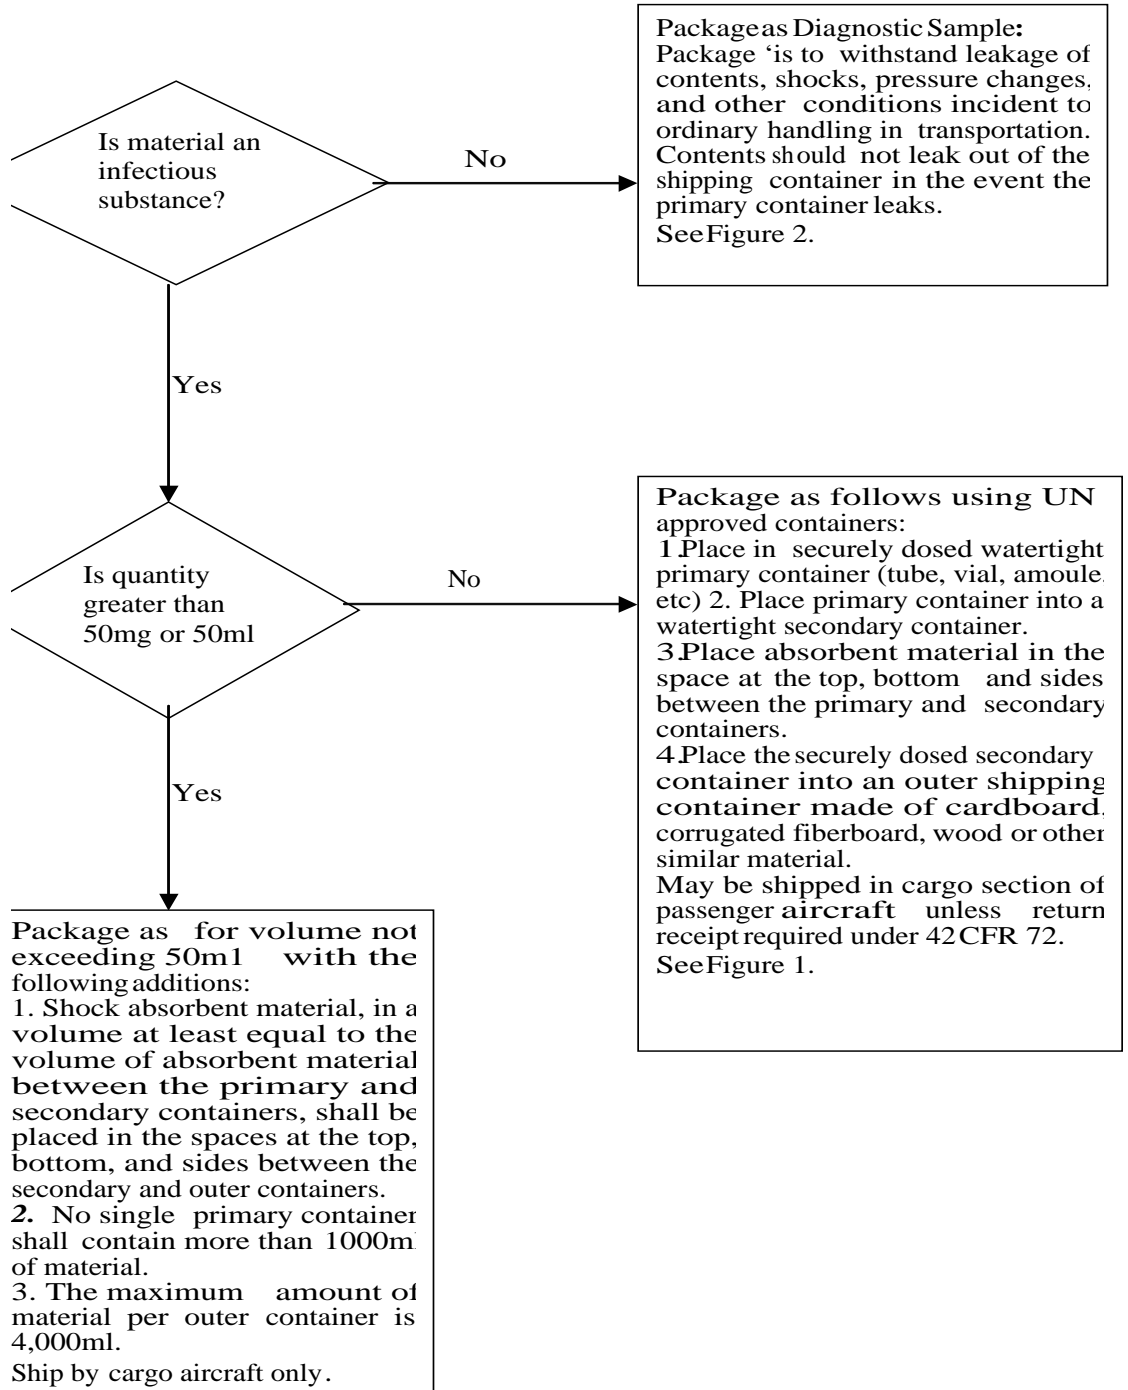 Package as Diagnostic Sample:
Package ‘is to withstand leakage of
contents, shocks, pressure changes,
and other conditions incident to
ordinary handling in transportation.
Contents should not leak out of the
shipping container in the event the
primary container leaks.
See Figure 2.
Is material an
infectious
substance?
No
Yes
Is quantity
greater than
50mg or 50ml
No
Package as follows using UN
approved containers:
1.Place in securely dosed watertight
primary container (tube, vial, amoule.
etc) 2. Place primary container into a
watertight secondary container.
3.Place absorbent material in the
space at the top, bottom and sides
between the primary and secondary
containers.
4.Place the securely dosed secondary
container into an outer shipping
container made of cardboard,
corrugated fiberboard, wood or other
similar material.
May be shipped in cargo section of
passenger aircraft unless return
receipt required under 42 CFR 72.
See Figure 1.
Yes
Package as for volume not
exceeding 50m1 with the
following additions:
1. Shock absorbent material, in a
volume at least equal to the
volume of absorbent material
between the primary and
secondary containers, shall be
placed in the spaces at the top,
bottom, and sides between the
secondary and outer containers.
2. No single primary container
shall contain more than 1000ml
of material.
3. The maximum amount of
material per outer container is
4,000ml.
Ship by cargo aircraft only.